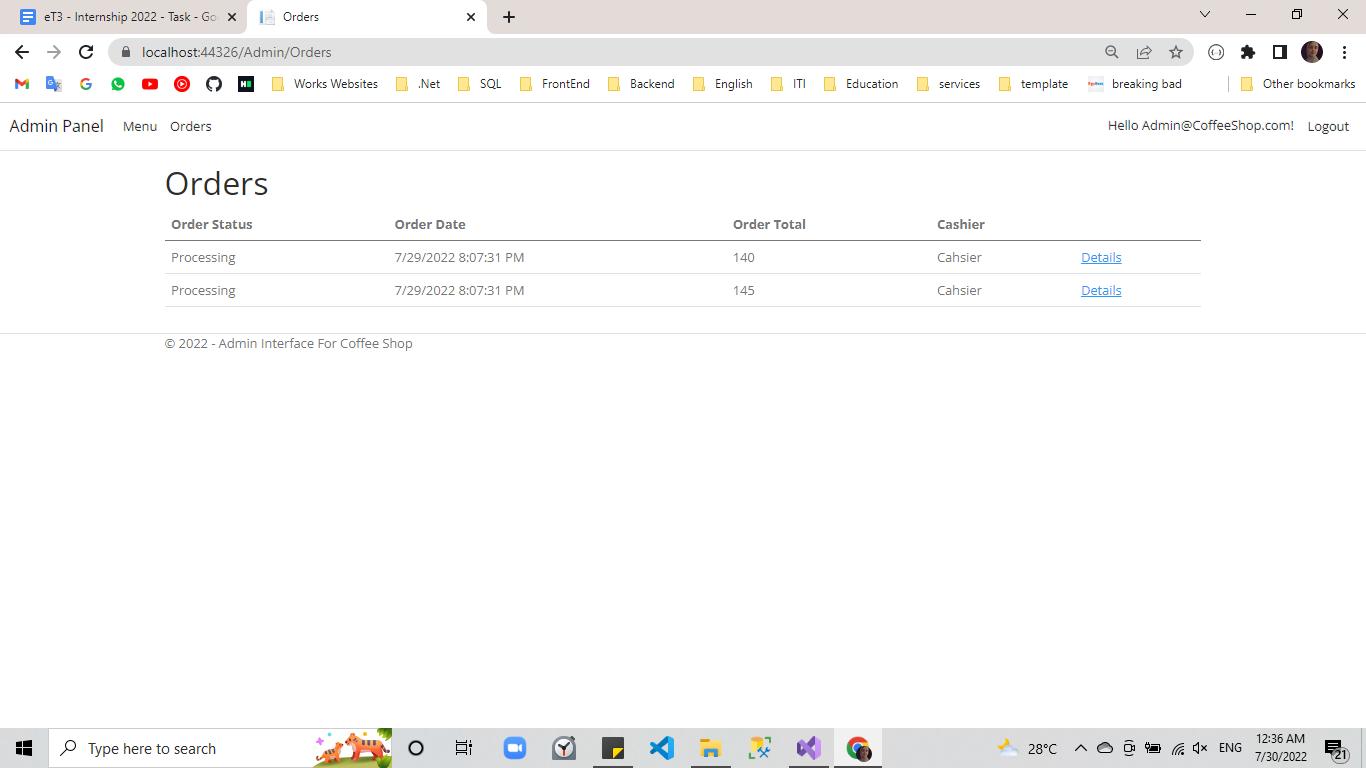 eT3 - Internship 2022 - Task - Go
Orders
localhost:44326/Admin/Orders
Works Websites
.Net
SQL
FrontEnd
Backend
English
ITI
Education
services
template
breaking bad
Other bookmarks
Admin Panel
Menu
Orders
Hello Admin@CoffeeShop.com!
Logout
Orders
Order Status Order Date Order Total Cashier
Processing 7/29/2022 8:07:31 PM 140 Cahsier Details
Processing 7/29/2022 8:07:31 PM 145 Cahsier Details
© 2022 - Admin Interface For Coffee Shop
Type here to search
28°C
ENG
12:36 AM
7/30/2022
21